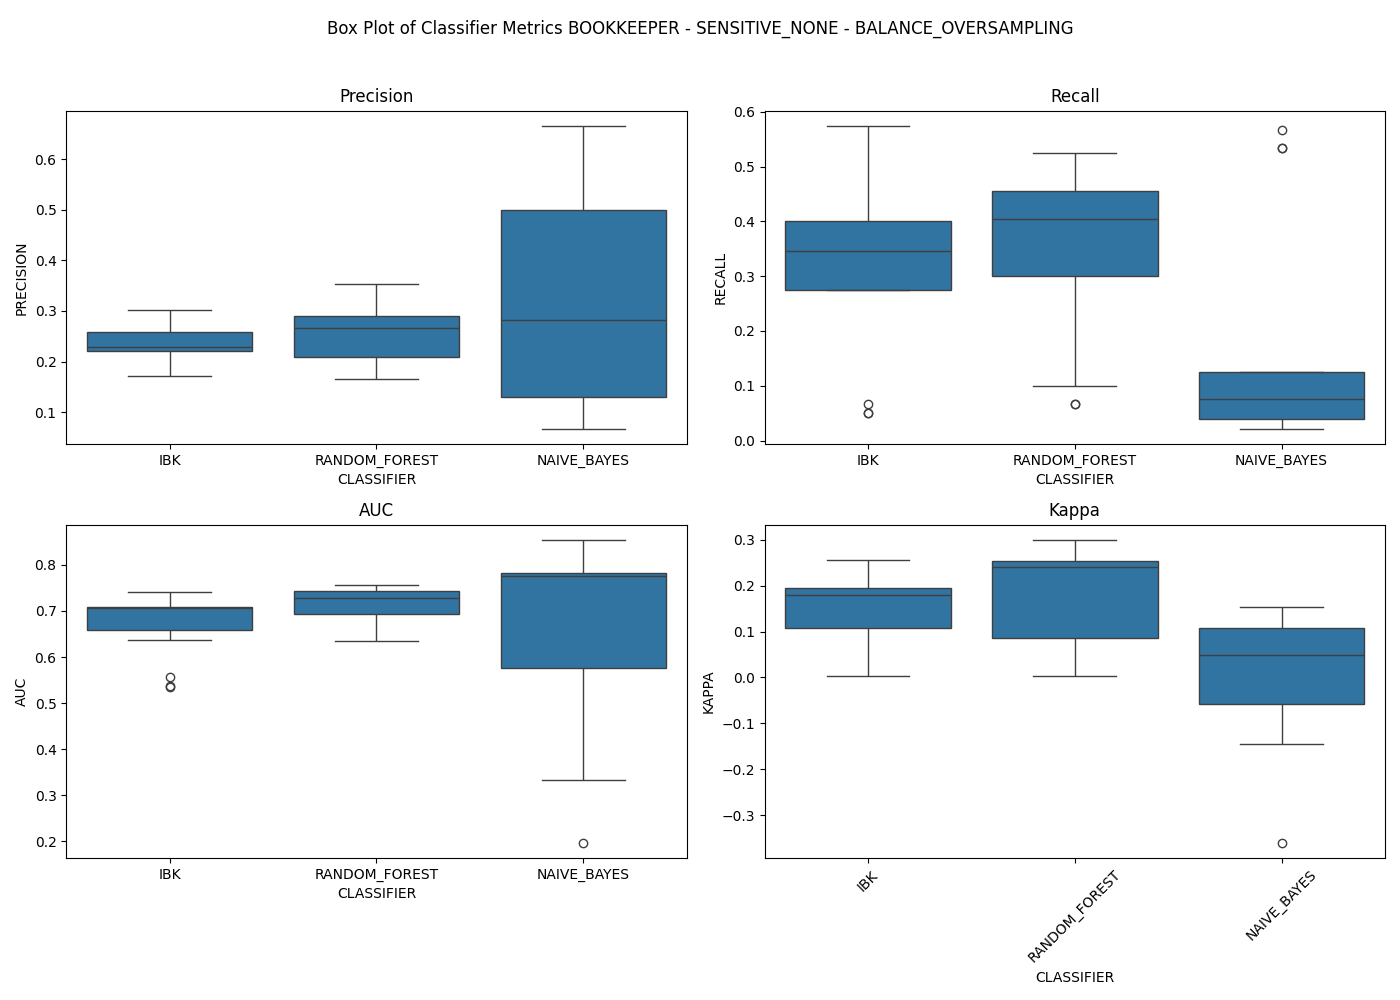 Box Plot of Classifier Metrics BOOKKEEPER - SENSITIVE_NONE - BALANCE_OVERSAMPLING
Precision
PRECISION
0.6
0.5
0.4
0.3
0.2
0.1
IBK RANDOM_FOREST NAIVE_BAYES
CLASSIFIER
Recall
RECALL
0.6
0.5
0.4
0.3
0.2
0.1
0.0
IBK RANDOM_FOREST NAIVE_BAYES
CLASSIFIER
AUC
AUC
0.8
0.7
0.6
0.5
0.4
0.3
0.2
IBK RANDOM_FOREST NAIVE_BAYES
CLASSIFIER
Kappa
KAPPA
0.3
0.2
0.1
0.0
−0.1
−0.2
−0.3
IBK RANDOM_FOREST NAIVE_BAYES
CLASSIFIER